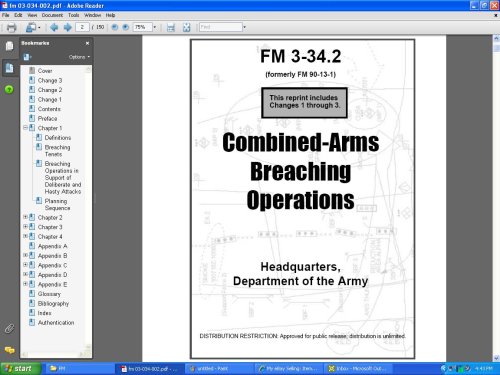 fm 03-034-002.pdf - Adobe Reader
File Edit View Document Tools Window Help
2 / 150 75% Find
Bookmarks
Options
Cover
Change 3
Change 2
Change 1
Contents
Preface
Chapter 1
Definitions
Breaching
Tenets
Breaching
Operations in
Support of
Deliberate and
Hasty Attacks
Planning
Sequence
Chapter 2
Chapter 3
Chapter 4
Appendix A
Appendix B
Appendix C
Appendix D
Appendix E
Glossary
Bibliography
Index
Authentication
FM 3-34.2
(formerly FM 90-13-1)
This reprint includes
Changes 1 through 3.
Combined-Arms
Breaching
Operations
Headquarters,
Department of the Army
DISTRIBUTION RESTRICTION: Approved for public release; distribution is unlimited.
start FM fm 03-034-002.pdf - ... untitled - Paint My eBay Selling: Item... Inbox - Microsoft Out... 4:43 PM